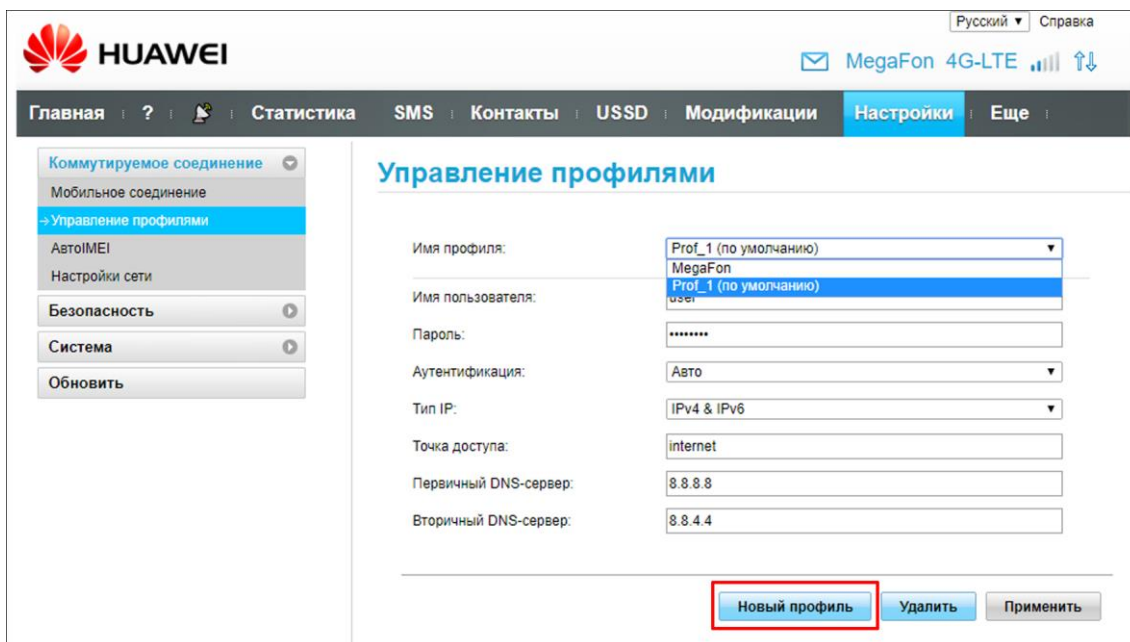 Русский ▼ Справка
HUAWEI
MegaFon 4G-LTE
Главная ? Статистика SMS Контакты USSD Модификации Настройки Еще
Коммутируемое соединение
Мобильное соединение
→Управление профилями
АвтоIMEI
Настройки сети
Безопасность
Система
Обновить
Управление профилями
Имя профиля: Prof_1 (по умолчанию) ▼
MegaFon
Prof_1 (по умолчанию)
Имя пользователя: user
Пароль: ••••••••
Аутентификация: Авто ▼
Тип IP: IPv4 & IPv6 ▼
Точка доступа: internet
Первичный DNS-сервер: 8.8.8.8
Вторичный DNS-сервер: 8.8.4.4
Новый профиль Удалить Применить